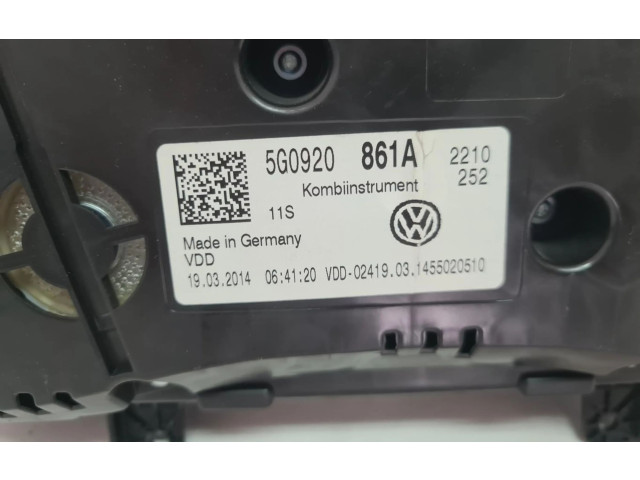 5G0920 861A 2210
Kombiinstrument 252
11S
Made in Germany
VDD
19.03.2014 06:41:20 VDD-02419.03.1455020510